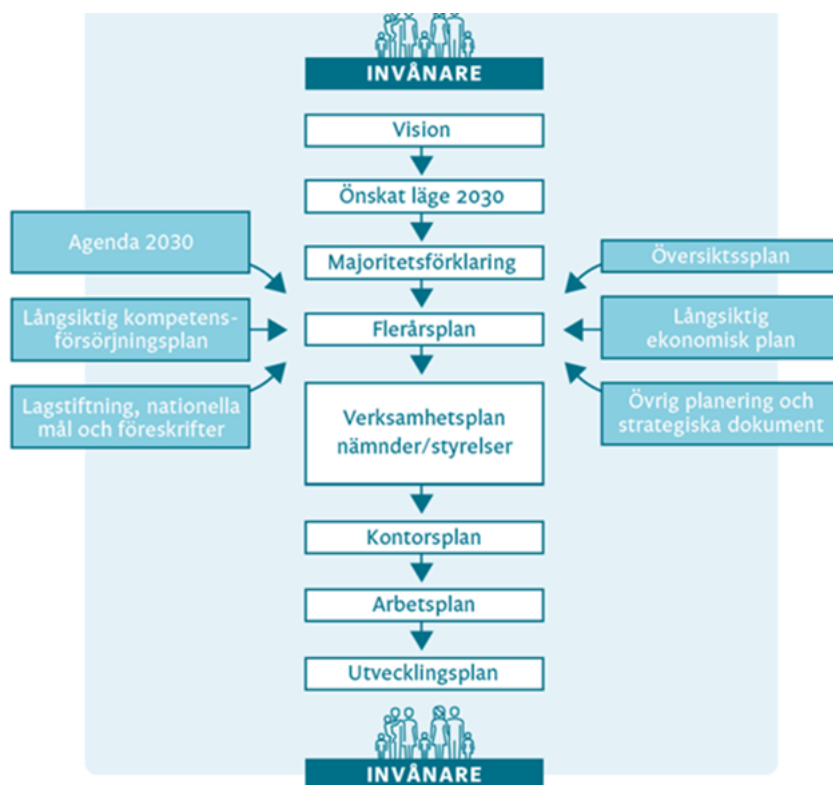 INVÅNARE
Vision
Önskat läge 2030
Majoritetsförklaring
Flerårsplan
Agenda 2030
Långsiktig kompetens-
försörjningsplan
Lagstiftning, nationella
mål och föreskrifter
Översiktssplan
Långsiktig
ekonomisk plan
Övrig planering och
strategiska dokument
Verksamhetsplan
nämnder/styrelser
Kontorsplan
Arbetsplan
Utvecklingsplan
INVÅNARE